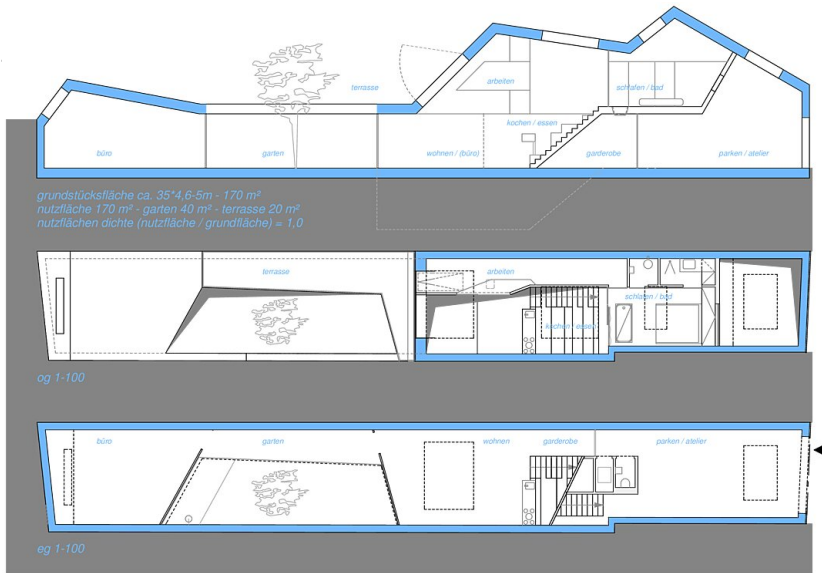 terrasse
arbeiten
schlafen / bad
kochen / essen
büro
garten
wohnen / (büro)
garderobe
parken / atelier
grundstücksfläche ca. 35*4,6-5m - 170 m²
nutzfläche 170 m² - garten 40 m² - terrasse 20 m²
nutzflächen dichte (nutzfläche / grundfläche) = 1,0
terrasse
arbeiten
schlafen / bad
kochen / essen
og 1-100
büro
garten
wohnen
garderobe
parken / atelier
eg 1-100